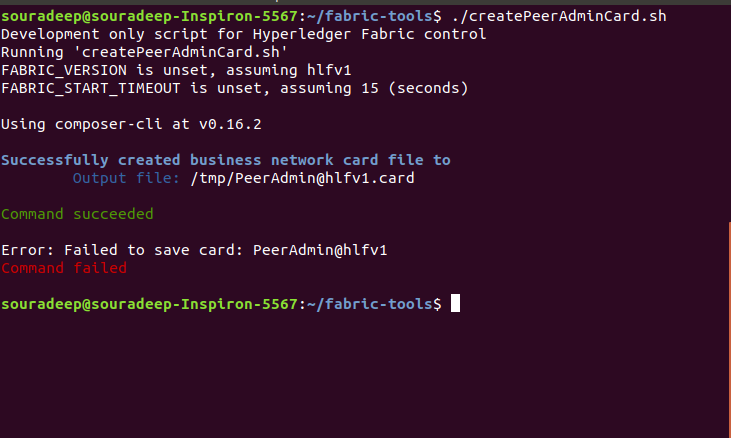 souradeep@souradeep-Inspiron-5567:~/fabric-tools$ ./createPeerAdminCard.sh
Development only script for Hyperledger Fabric control
Running 'createPeerAdminCard.sh'
FABRIC_VERSION is unset, assuming hlfv1
FABRIC_START_TIMEOUT is unset, assuming 15 (seconds)
Using composer-cli at v0.16.2
Successfully created business network card file to
Output file: /tmp/PeerAdmin@hlfv1.card
Command succeeded
Error: Failed to save card: PeerAdmin@hlfv1
Command failed
souradeep@souradeep-Inspiron-5567:~/fabric-tools$